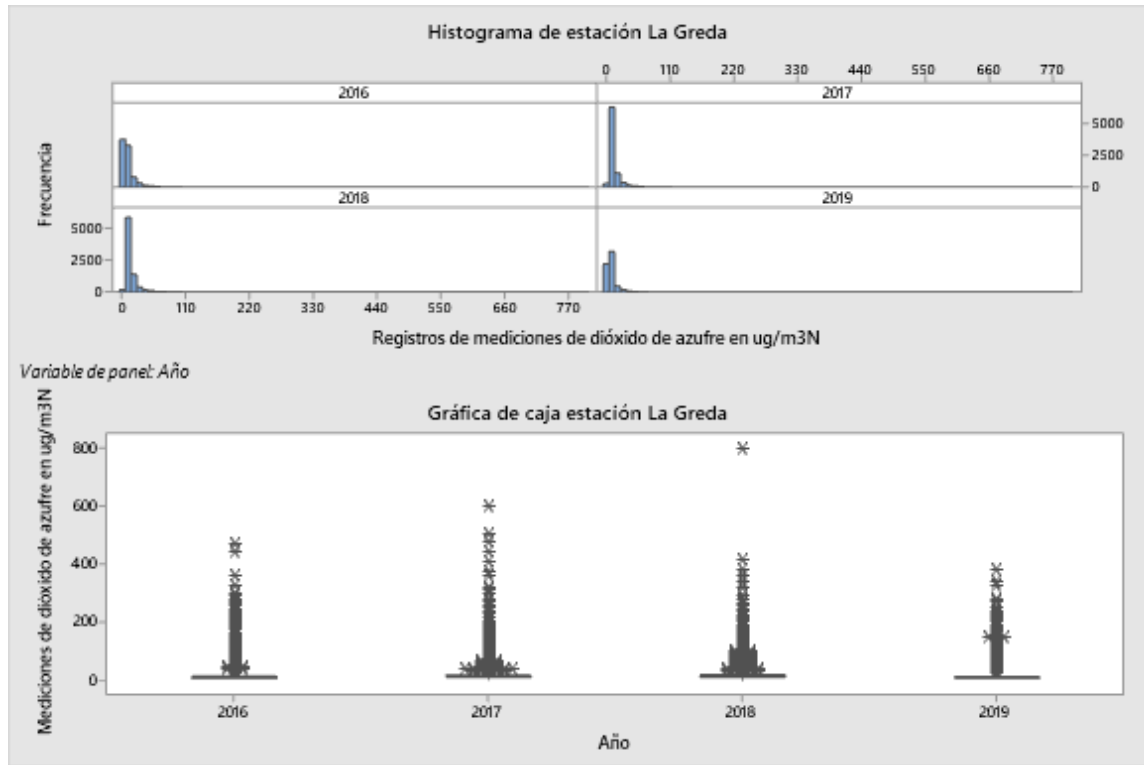 Histograma de estación La Greda
0 110 220 330 440 550 660 770
2016 2017
5000
2500
0
Frecuencia
2018 2019
5000
2500
0
0 110 220 330 440 550 660 770
Registros de mediciones de dióxido de azufre en ug/m3N
Variable de panel: Año
Gráfica de caja estación La Greda
Mediciones de dióxido de azufre en ug/m3N
800
600
400
200
0
2016 2017 2018 2019
Año